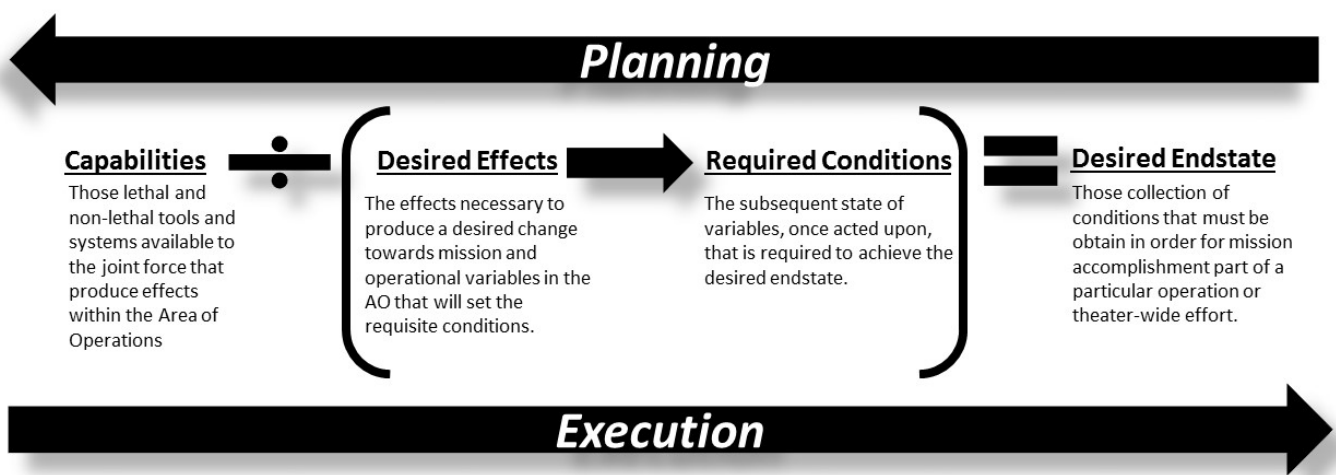 Planning
Capabilities
Those lethal and
non-lethal tools and
systems available to
the joint force that
produce effects
within the Area of
Operations
Desired Effects
The effects necessary to
produce a desired change
towards mission and
operational variables in the
AO that will set the
requisite conditions.
Required Conditions
The subsequent state of
variables, once acted upon,
that is required to achieve the
desired endstate.
Desired Endstate
Those collection of
conditions that must be
obtain in order for mission
accomplishment part of a
particular operation or
theater-wide effort.
Execution